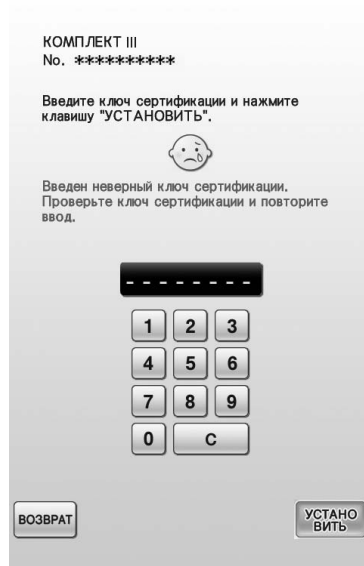 КОМПЛЕКТ III
No. **********
Введите ключ сертификации и нажмите
клавишу "УСТАНОВИТЬ".
Введен неверный ключ сертификации.
Проверьте ключ сертификации и повторите
ввод.
- - - - - - - -
1 2 3
4 5 6
7 8 9
0 C
ВОЗВРАТ
УСТАНО
ВИТЬ